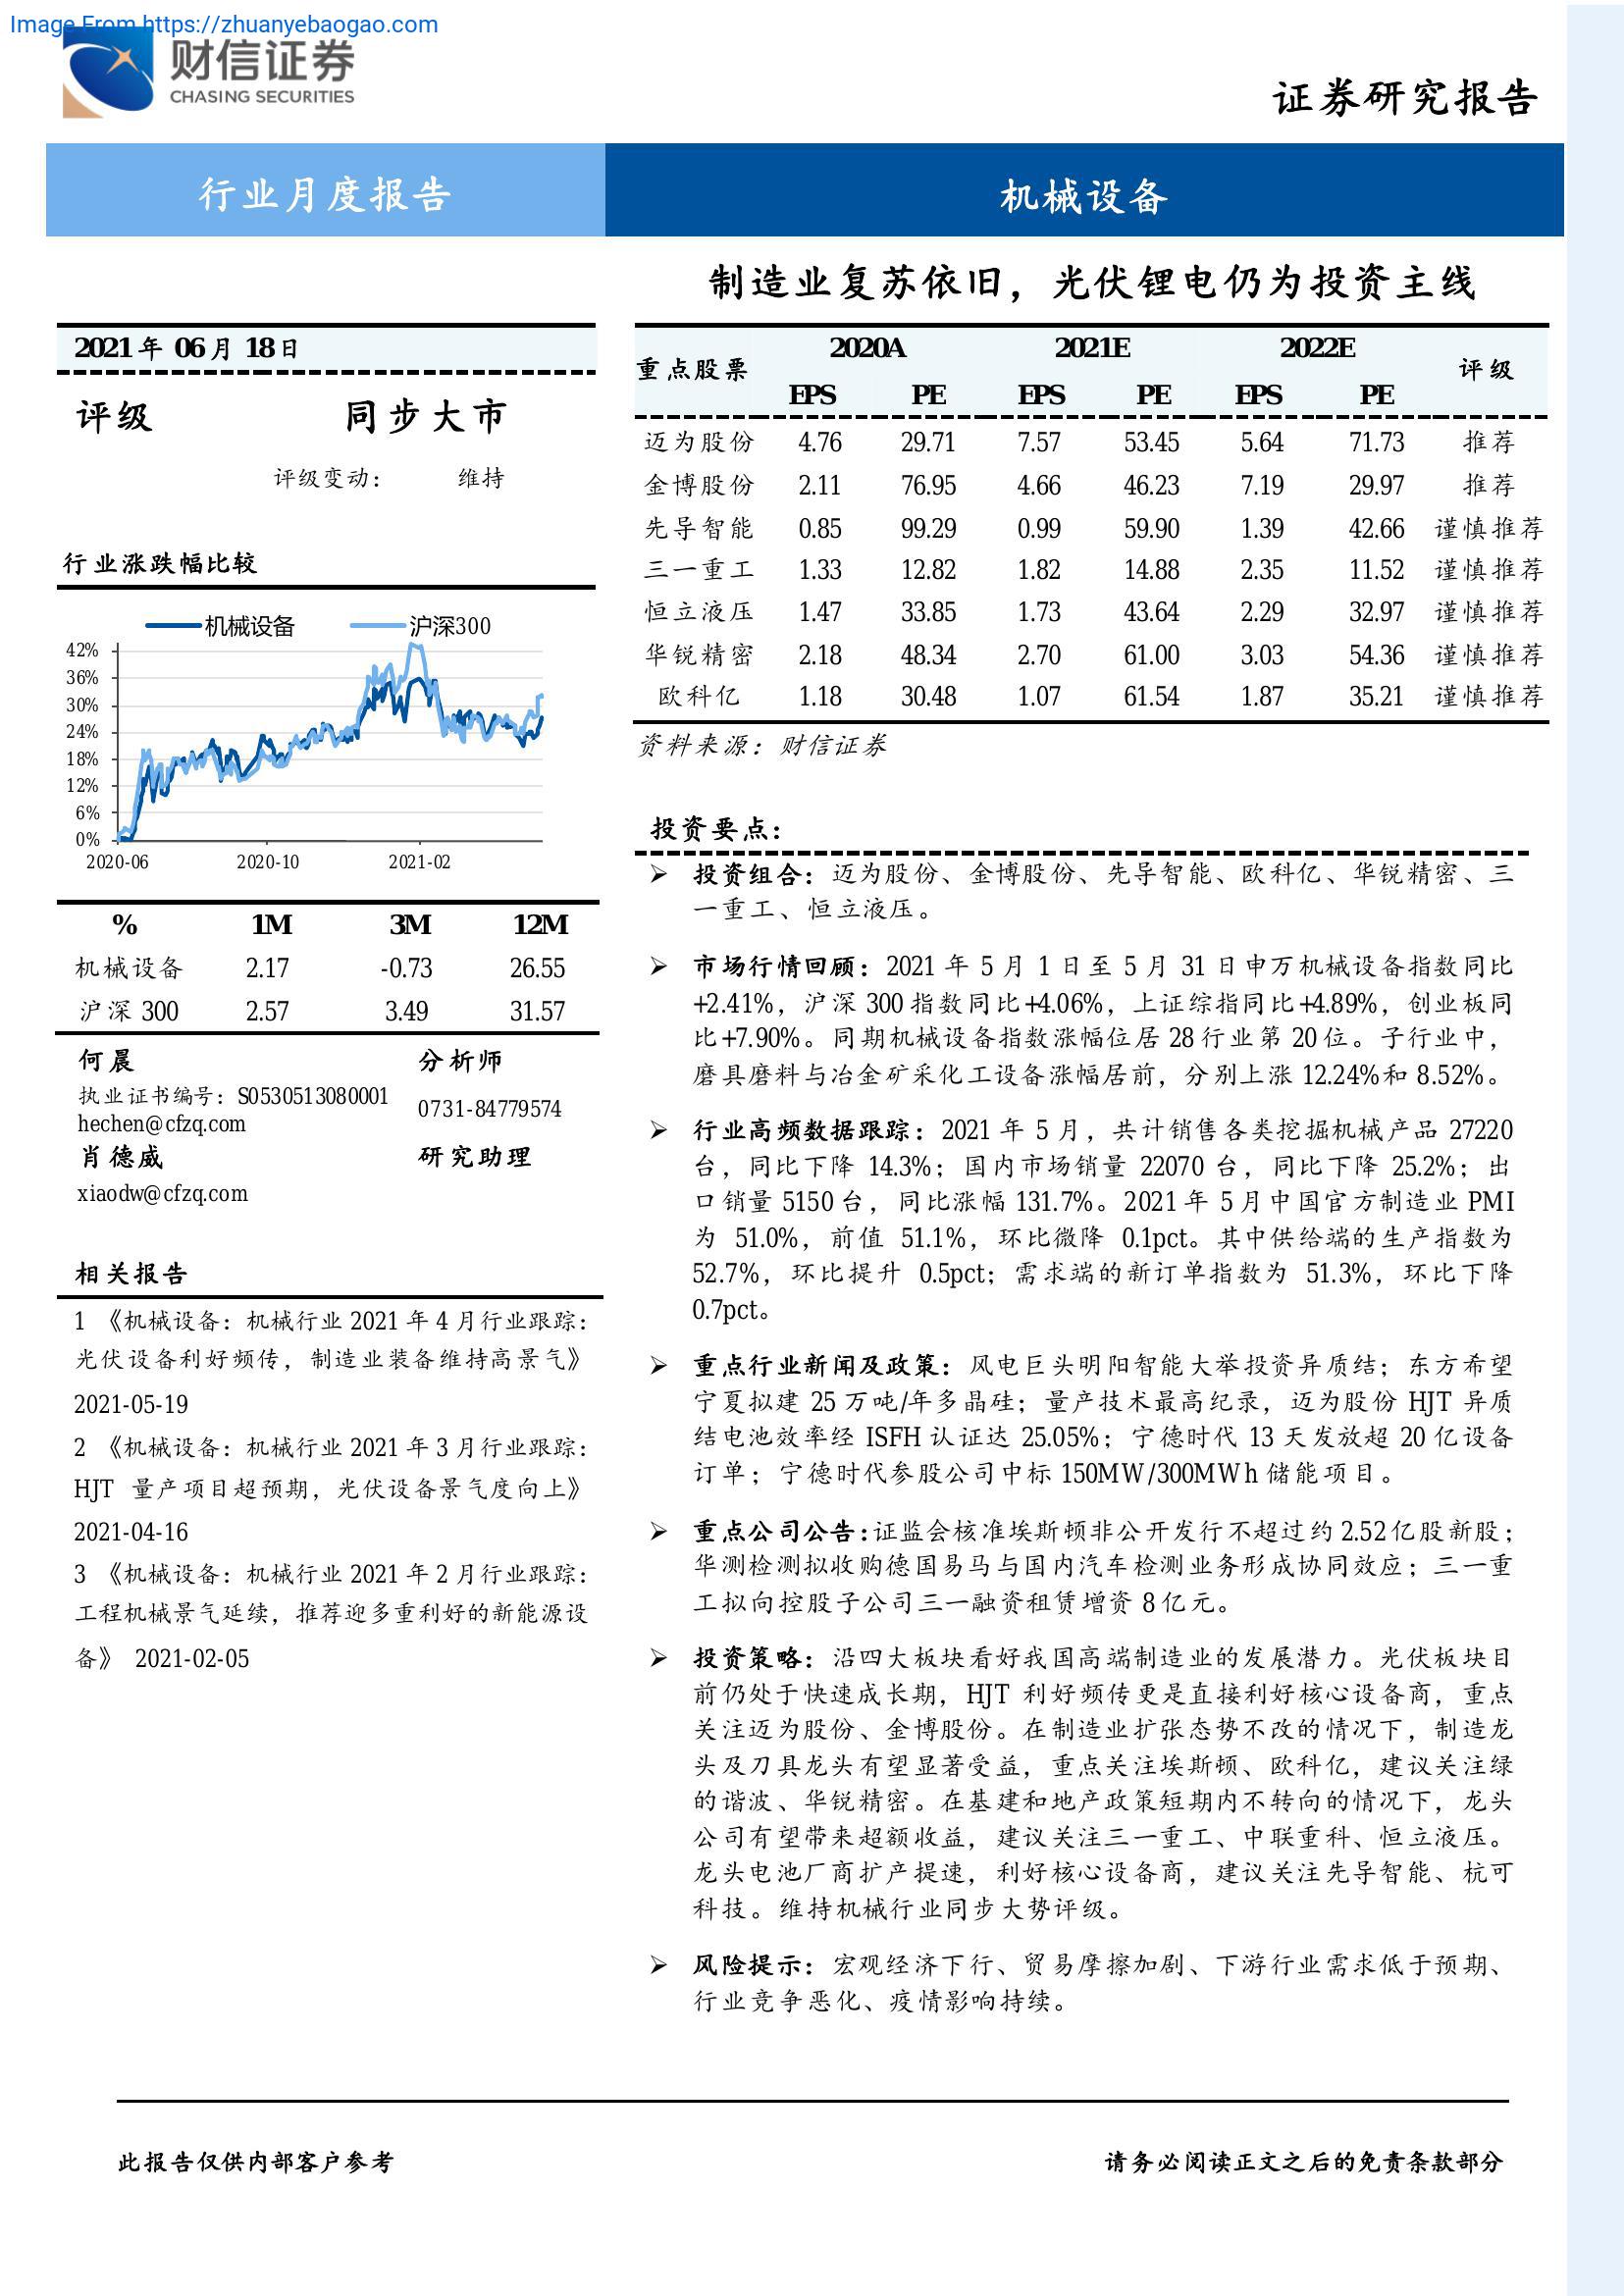 Image From https://zhuanyebaogao.com
财信证券
CHASING SECURITIES
证券研究报告
行业月度报告
机械设备
制造业复苏依旧，光伏锂电仍为投资主线
2021 年 06 月 18 日
评级 同步大市
评级变动： 维持
行业涨跌幅比较
机械设备 沪深300
42%
36%
30%
24%
18%
12%
6%
0%
2020-06 2020-10 2021-02
% 1M 3M 12M
机械设备 2.17 -0.73 26.55
沪深 300 2.57 3.49 31.57
何晨 分析师
执业证书编号：S0530513080001
hechen@cfzq.com 0731-84779574
肖德威 研究助理
xiaodw@cfzq.com
相关报告
1 《机械设备：机械行业 2021 年 4 月行业跟踪：
光伏设备利好频传，制造业装备维持高景气》
2021-05-19
2 《机械设备：机械行业 2021 年 3 月行业跟踪：
HJT 量产项目超预期，光伏设备景气度向上》
2021-04-16
3 《机械设备：机械行业 2021 年 2 月行业跟踪：
工程机械景气延续，推荐迎多重利好的新能源设
备》 2021-02-05
重点股票 2020A 2021E 2022E 评级
EPS PE EPS PE EPS PE
迈为股份 4.76 29.71 7.57 53.45 5.64 71.73 推荐
金博股份 2.11 76.95 4.66 46.23 7.19 29.97 推荐
先导智能 0.85 99.29 0.99 59.90 1.39 42.66 谨慎推荐
三一重工 1.33 12.82 1.82 14.88 2.35 11.52 谨慎推荐
恒立液压 1.47 33.85 1.73 43.64 2.29 32.97 谨慎推荐
华锐精密 2.18 48.34 2.70 61.00 3.03 54.36 谨慎推荐
欧科亿 1.18 30.48 1.07 61.54 1.87 35.21 谨慎推荐
资料来源：财信证券
投资要点：
➢ 投资组合：迈为股份、金博股份、先导智能、欧科亿、华锐精密、三
一重工、恒立液压。
➢ 市场行情回顾：2021 年 5 月 1 日至 5 月 31 日申万机械设备指数同比
+2.41%，沪深 300 指数同比+4.06%，上证综指同比+4.89%，创业板同
比+7.90%。同期机械设备指数涨幅位居 28 行业第 20 位。子行业中，
磨具磨料与冶金矿采化工设备涨幅居前，分别上涨 12.24%和 8.52%。
➢ 行业高频数据跟踪：2021 年 5 月，共计销售各类挖掘机械产品 27220
台，同比下降 14.3%；国内市场销量 22070 台，同比下降 25.2%；出
口销量 5150 台，同比涨幅 131.7%。2021 年 5 月中国官方制造业 PMI
为 51.0%，前值 51.1%，环比微降 0.1pct。其中供给端的生产指数为
52.7%，环比提升 0.5pct；需求端的新订单指数为 51.3%，环比下降
0.7pct。
➢ 重点行业新闻及政策：风电巨头明阳智能大举投资异质结；东方希望
宁夏拟建 25 万吨/年多晶硅；量产技术最高纪录，迈为股份 HJT 异质
结电池效率经 ISFH 认证达 25.05%；宁德时代 13 天发放超 20 亿设备
订单；宁德时代参股公司中标 150MW/300MWh 储能项目。
➢ 重点公司公告：证监会核准埃斯顿非公开发行不超过约 2.52 亿股新股；
华测检测拟收购德国易马与国内汽车检测业务形成协同效应；三一重
工拟向控股子公司三一融资租赁增资 8 亿元。
➢ 投资策略：沿四大板块看好我国高端制造业的发展潜力。光伏板块目
前仍处于快速成长期，HJT 利好频传更是直接利好核心设备商，重点
关注迈为股份、金博股份。在制造业扩张态势不改的情况下，制造龙
头及刀具龙头有望显著受益，重点关注埃斯顿、欧科亿，建议关注绿
的谐波、华锐精密。在基建和地产政策短期内不转向的情况下，龙头
公司有望带来超额收益，建议关注三一重工、中联重科、恒立液压。
龙头电池厂商扩产提速，利好核心设备商，建议关注先导智能、杭可
科技。维持机械行业同步大势评级。
➢ 风险提示：宏观经济下行、贸易摩擦加剧、下游行业需求低于预期、
行业竞争恶化、疫情影响持续。
此报告仅供内部客户参考 请务必阅读正文之后的免责条款部分